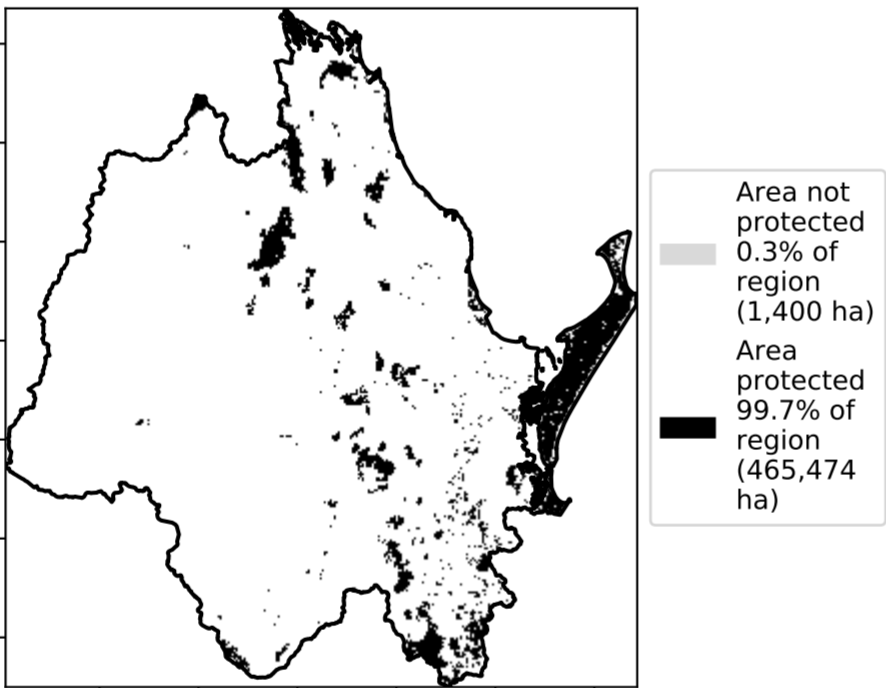 Area not
protected
0.3% of
region
(1,400 ha)
Area
protected
99.7% of
region
(465,474
ha)